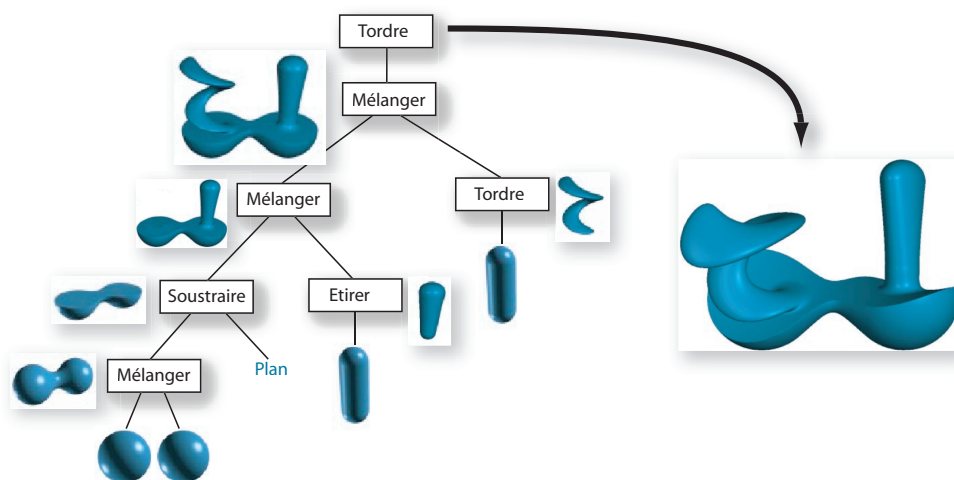 Tordre
Mélanger
Mélanger
Tordre
Soustraire
Etirer
Mélanger
Plan